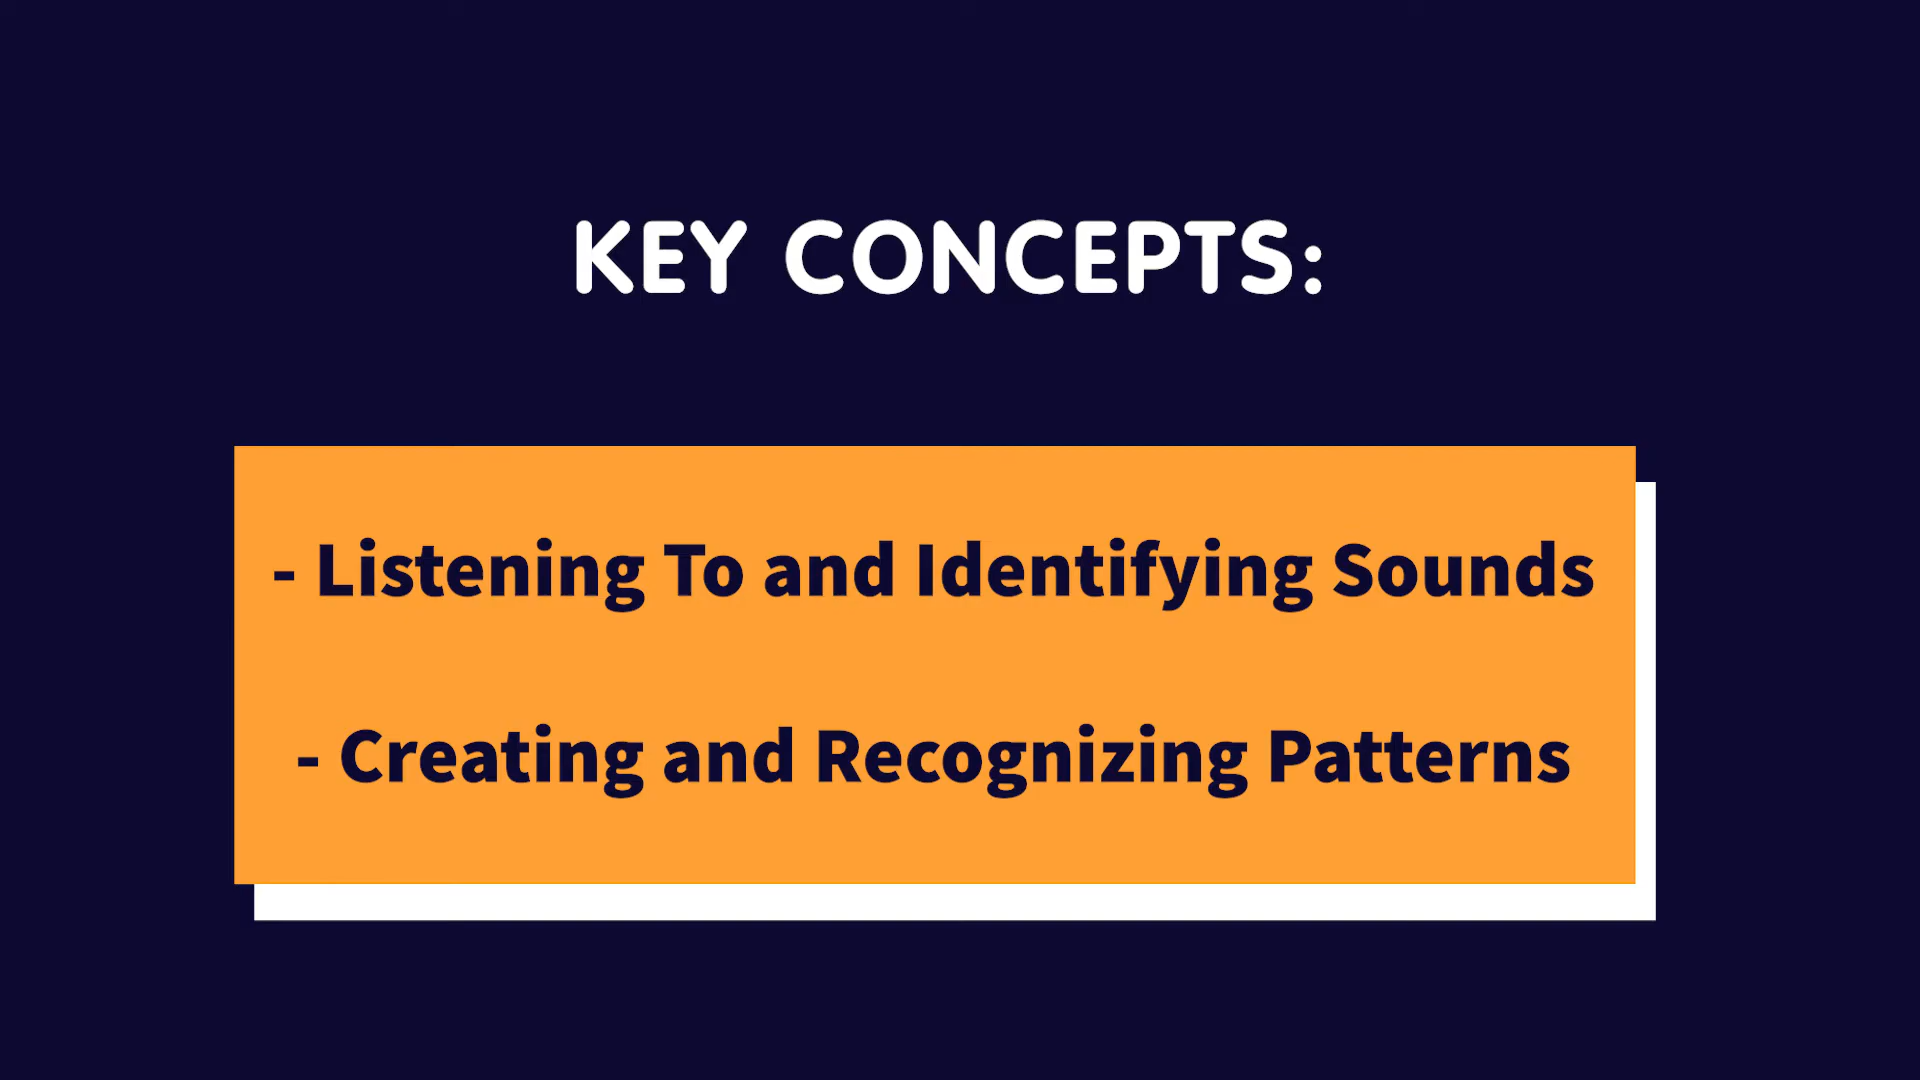 KEY CONCEPTS:
- Listening To and Identifying Sounds
- Creating and Recognizing Patterns